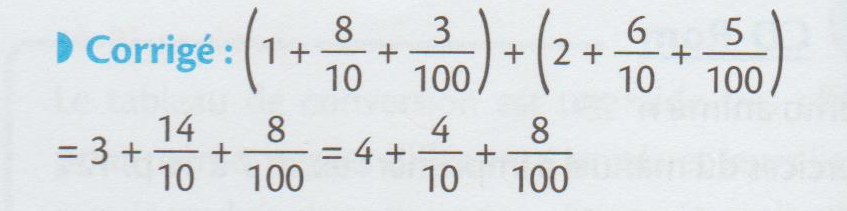 Corrigé : (1 + 8/10 + 3/100) + (2 + 6/10 + 5/100)
= 3 + 14/10 + 8/100 = 4 + 4/10 + 8/100